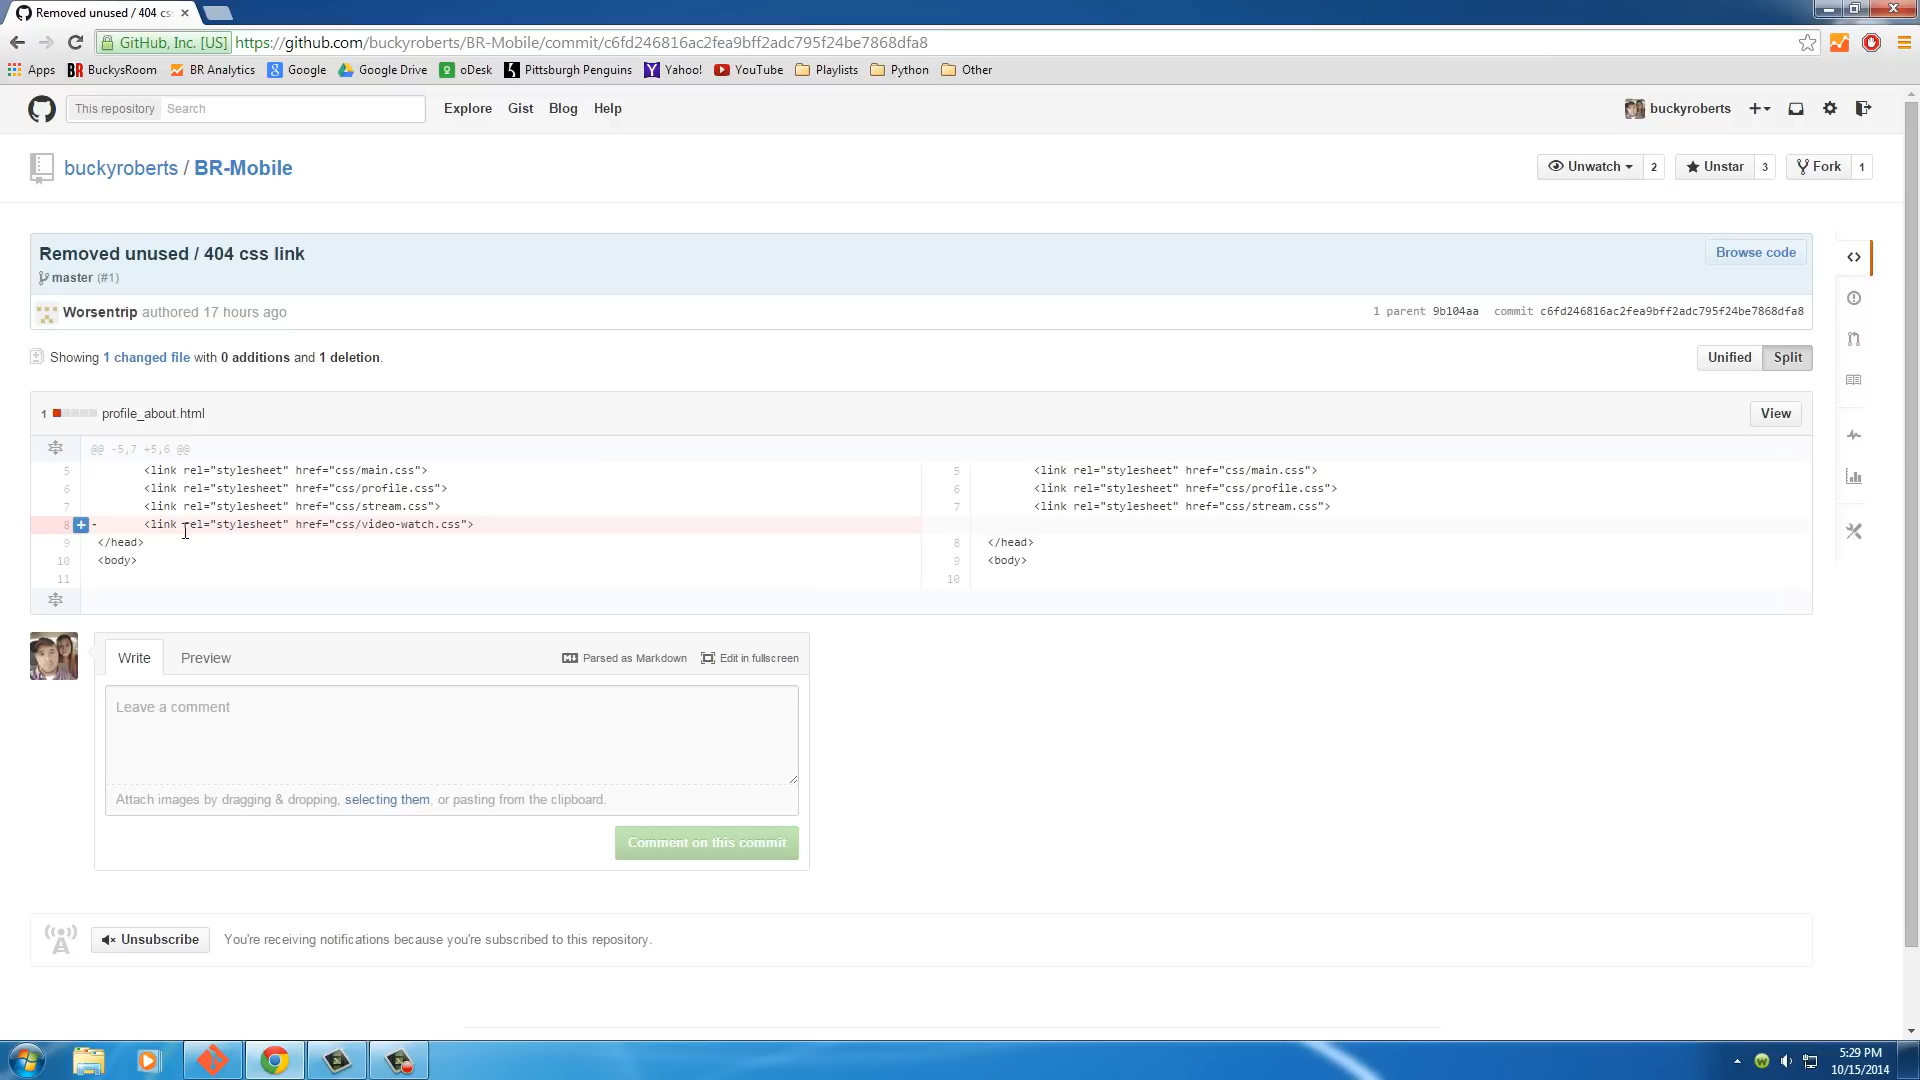 Removed unused / 404 cs
GitHub, Inc. [US] https://github.com/buckyroberts/BR-Mobile/commit/c6fd246816ac2fea9bff2adc795f24be7868dfa8
Apps BuckysRoom BR Analytics Google Google Drive oDesk Pittsburgh Penguins Yahoo! YouTube Playlists Python Other
This repository Search Explore Gist Blog Help buckyroberts
buckyroberts / BR-Mobile Unwatch 2 Unstar 3 Fork 1
Removed unused / 404 css link Browse code
master (#1)
Worsentrip authored 17 hours ago 1 parent 9b104aa commit c6fd246816ac2fea9bff2adc795f24be7868dfa8
Showing 1 changed file with 0 additions and 1 deletion. Unified Split
1 profile_about.html View
@@ -5,7 +5,6 @@
5 <link rel="stylesheet" href="css/main.css"> 5 <link rel="stylesheet" href="css/main.css">
6 <link rel="stylesheet" href="css/profile.css"> 6 <link rel="stylesheet" href="css/profile.css">
7 <link rel="stylesheet" href="css/stream.css"> 7 <link rel="stylesheet" href="css/stream.css">
8 - <link rel="stylesheet" href="css/video-watch.css">
9 </head> 8 </head>
10 <body> 9 <body>
11 10
Write Preview Parsed as Markdown Edit in fullscreen
Leave a comment
Attach images by dragging & dropping, selecting them, or pasting from the clipboard.
Comment on this commit
Unsubscribe You're receiving notifications because you're subscribed to this repository.
5:29 PM
10/15/2014